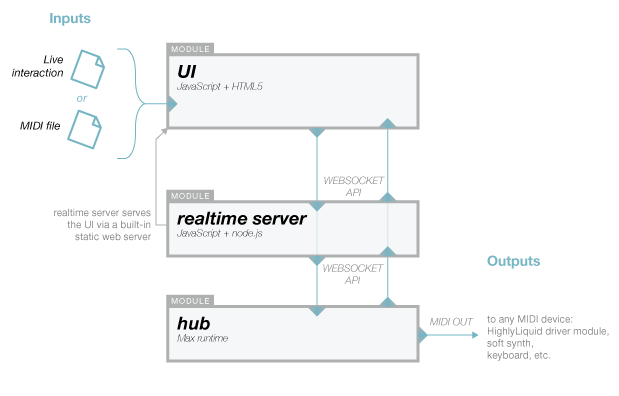 Inputs
Live
interaction
or
MIDI file
MODULE
UI
JavaScript + HTML5
WEBSOCKET
API
realtime server serves
the UI via a built-in
static web server
MODULE
realtime server
JavaScript + node.js
WEBSOCKET
API
MODULE
hub
Max runtime
Outputs
MIDI OUT
to any MIDI device:
HighlyLiquid driver module,
soft synth,
keyboard, etc.